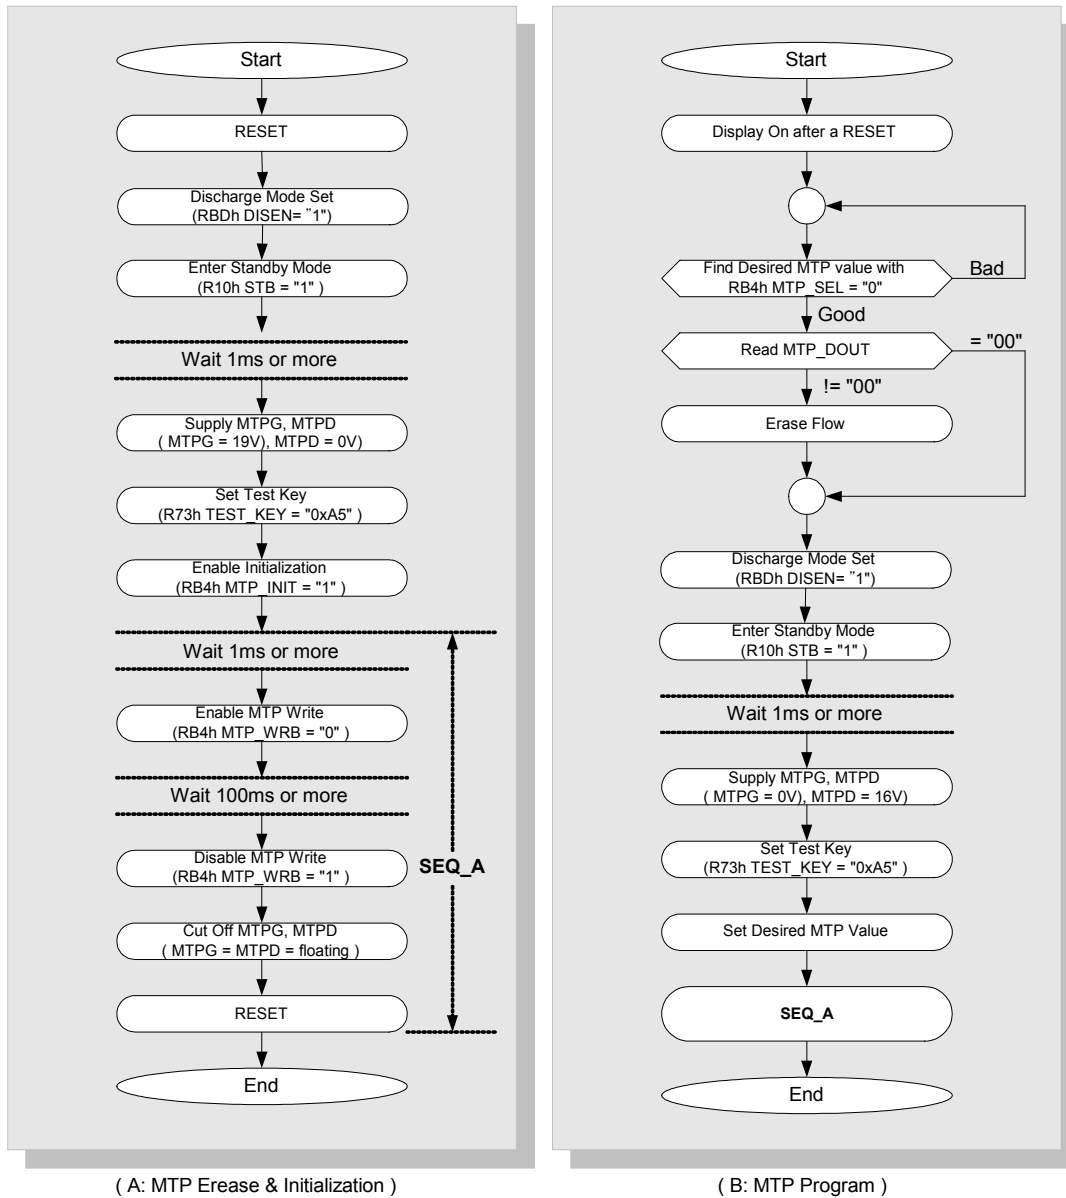 Start
RESET
Discharge Mode Set
(RBDh DISEN= "1")
Enter Standby Mode
(R10h STB = "1" )
Wait 1ms or more
Supply MTPG, MTPD
( MTPG = 19V), MTPD = 0V)
Set Test Key
(R73h TEST_KEY = "0xA5" )
Enable Initialization
(RB4h MTP_INIT = "1" )
Wait 1ms or more
Enable MTP Write
(RB4h MTP_WRB = "0" )
Wait 100ms or more
Disable MTP Write
(RB4h MTP_WRB = "1" )
SEQ_A
Cut Off MTPG, MTPD
( MTPG = MTPD = floating )
RESET
End
( A: MTP Erease & Initialization )
Start
Display On after a RESET
Find Desired MTP value with
RB4h MTP_SEL = "0"
Bad
Good
Read MTP_DOUT
= "00"
!= "00"
Erase Flow
Discharge Mode Set
(RBDh DISEN= "1")
Enter Standby Mode
(R10h STB = "1" )
Wait 1ms or more
Supply MTPG, MTPD
( MTPG = 0V), MTPD = 16V)
Set Test Key
(R73h TEST_KEY = "0xA5" )
Set Desired MTP Value
SEQ_A
End
( B: MTP Program )